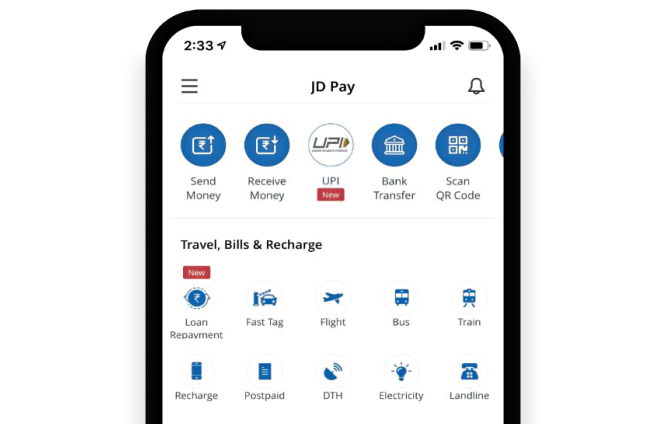 2:33
JD Pay
Send Money
Receive Money
UPI
UPI
New
Bank Transfer
Scan QR Code
Travel, Bills & Recharge
New
Loan Repayment
Fast Tag
Flight
Bus
Train
Recharge
Postpaid
DTH
Electricity
Landline